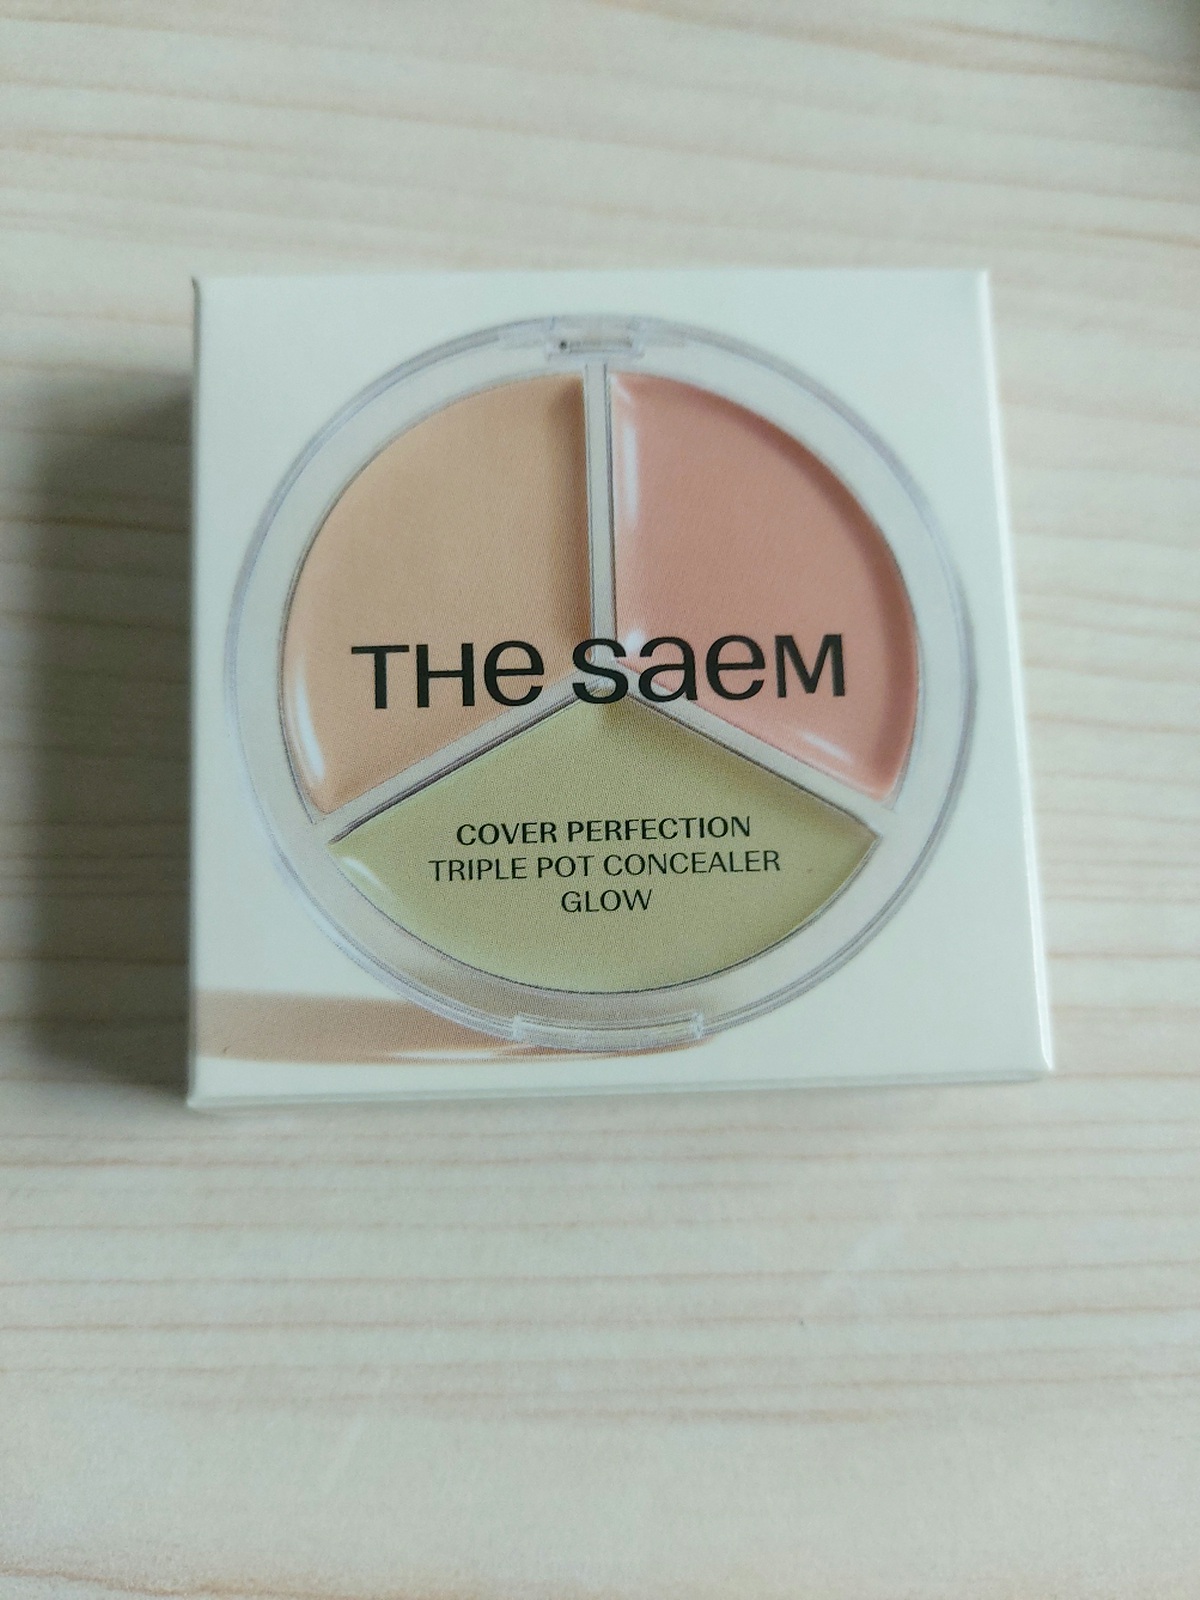 THE SAEM
COVER PERFECTION
TRIPLE POT CONCEALER
GLOW